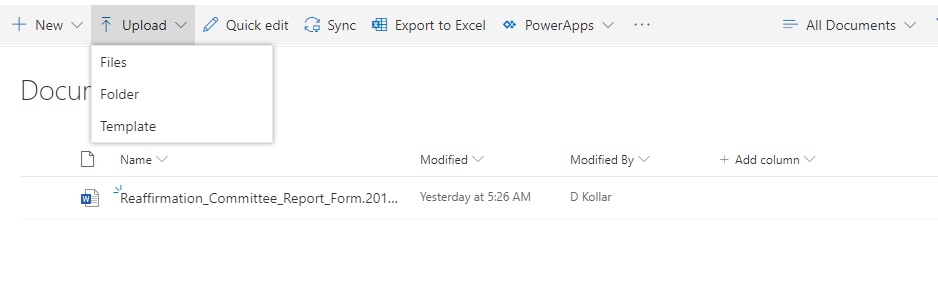 New Upload Quick edit Sync Export to Excel PowerApps ··· All Documents
Files
Docu
Folder
Template
Name Modified Modified By + Add column
Reaffirmation_Committee_Report_Form.201... Yesterday at 5:26 AM D Kollar